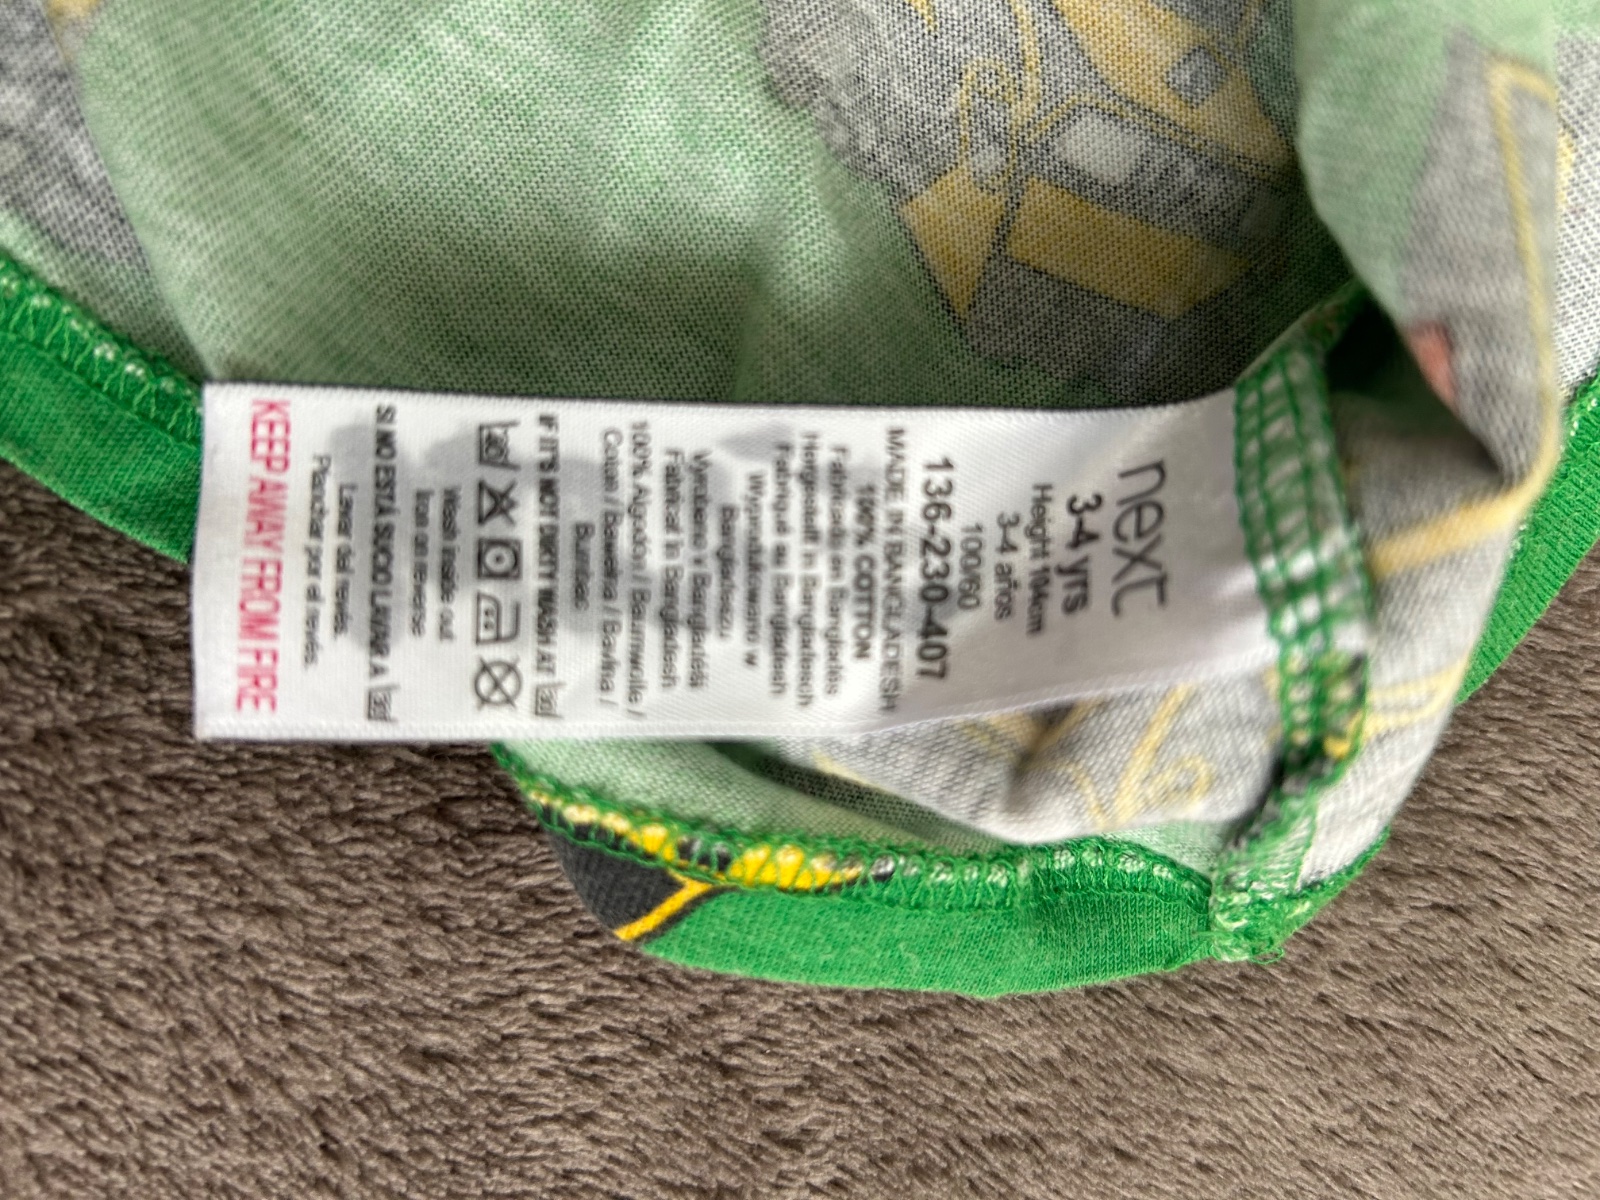 next
3-4 yrs
Height 104cm
3-4 años
100/60
136-230-407
MADE IN BANGLADESH
100% COTTON
Fabricado en Bangladés
Hergestellt in Bangladesch
Fabriqué au Bangladesh
Wyprodukowano w
Bangladeszu
Vyrobeno v Bangladéši
Fabricat în Bangladesh
100% Algodón / Baumwolle /
Coton / Bawełna / Bavlna /
Bumbac
IF IT'S NOT DIRTY WASH AT
Wash inside out
Iron on reverse
SI NO ESTÁ SUCIO LAVAR A
Lavar del revés.
Planchar por el revés.
KEEP AWAY FROM FIRE